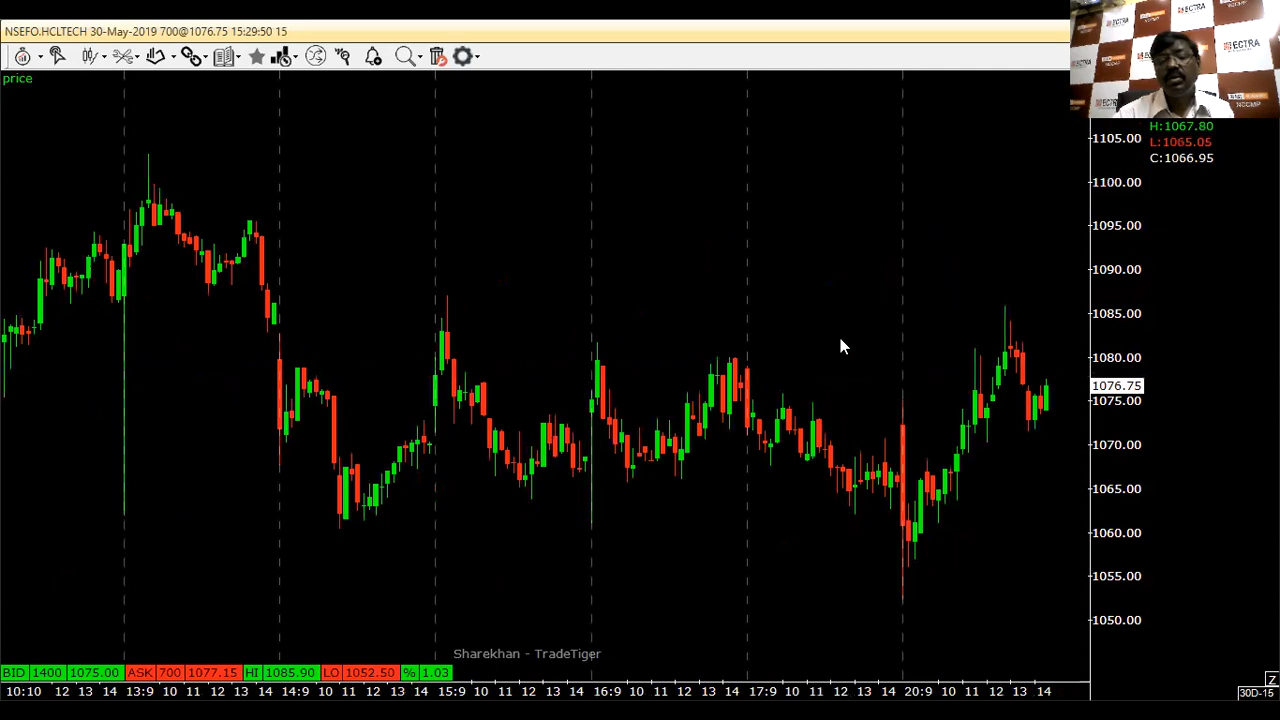 NSEFO.HCLTECH 30-May-2019 700@1076.75 15:29:50 15
price
ECTRA
ECTRA
ECTRA
ECTRA
NCCMP
H:1067.80
L:1065.05
C:1066.95
1105.00
1100.00
1095.00
1090.00
1085.00
1080.00
1076.75
1075.00
1070.00
1065.00
1060.00
1055.00
1050.00
Sharekhan - TradeTiger
BID 1400 1075.00 ASK 700 1077.15 HI 1085.90 LO 1052.50 % 1.03
10:10 12 13 14 13:9 10 11 12 13 14 14:9 10 11 12 13 14 15:9 10 11 12 13 14 16:9 10 11 12 13 14 17:9 10 11 12 13 14 20:9 10 11 12 13 14
Z
30D-15